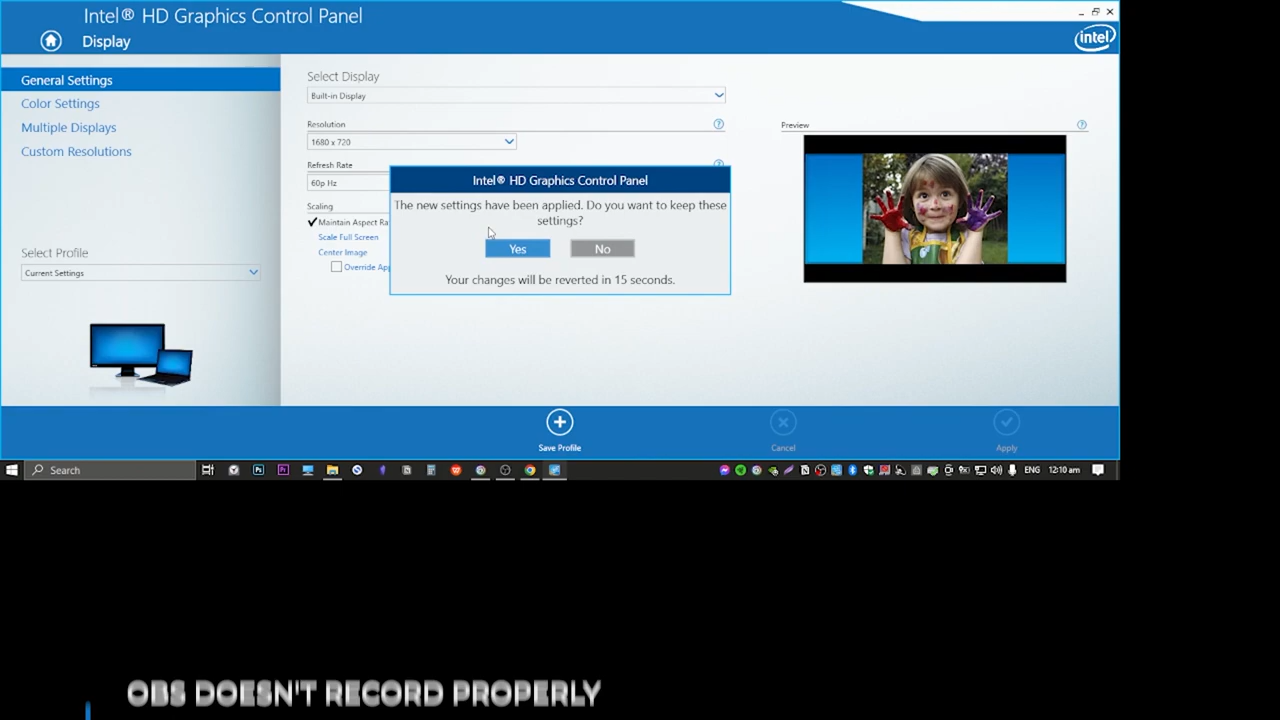 Intel® HD Graphics Control Panel
Display
intel
General Settings
Color Settings
Multiple Displays
Custom Resolutions
Select Profile
Current Settings
Select Display
Built-in Display
Resolution
1680 x 720
Refresh Rate
60p Hz
Scaling
Maintain Aspect Ra
Scale Full Screen
Center Image
Override App
Preview
Intel® HD Graphics Control Panel
The new settings have been applied. Do you want to keep these
settings?
Yes
No
Your changes will be reverted in 15 seconds.
Save Profile
Cancel
Apply
Search
ENG
12:10 am
OBS DOESN'T RECORD PROPERLY